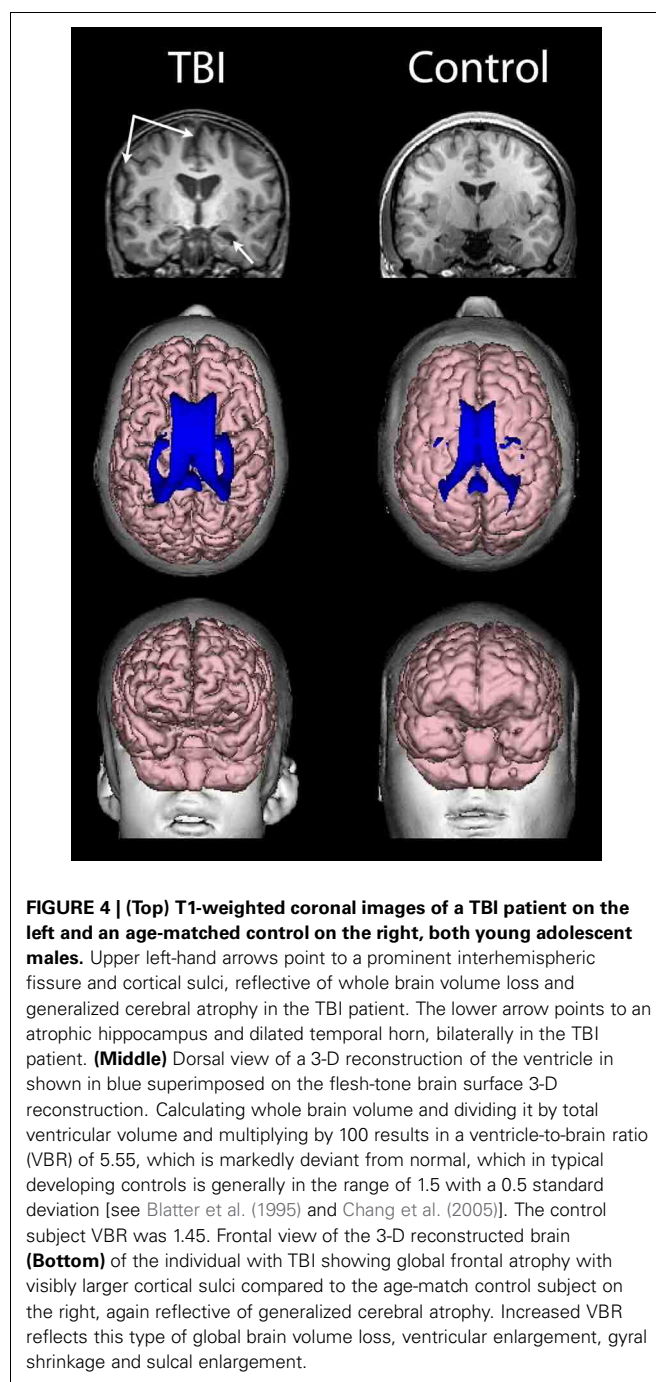 TBI Control
FIGURE 4 | (Top) T1-weighted coronal images of a TBI patient on the
left and an age-matched control on the right, both young adolescent
males. Upper left-hand arrows point to a prominent interhemispheric
fissure and cortical sulci, reflective of whole brain volume loss and
generalized cerebral atrophy in the TBI patient. The lower arrow points to an
atrophic hippocampus and dilated temporal horn, bilaterally in the TBI
patient. (Middle) Dorsal view of a 3-D reconstruction of the ventricle in
shown in blue superimposed on the flesh-tone brain surface 3-D
reconstruction. Calculating whole brain volume and dividing it by total
ventricular volume and multiplying by 100 results in a ventricle-to-brain ratio
(VBR) of 5.55, which is markedly deviant from normal, which in typical
developing controls is generally in the range of 1.5 with a 0.5 standard
deviation [see Blatter et al. (1995) and Chang et al. (2005)]. The control
subject VBR was 1.45. Frontal view of the 3-D reconstructed brain
(Bottom) of the individual with TBI showing global frontal atrophy with
visibly larger cortical sulci compared to the age-match control subject on
the right, again reflective of generalized cerebral atrophy. Increased VBR
reflects this type of global brain volume loss, ventricular enlargement, gyral
shrinkage and sulcal enlargement.